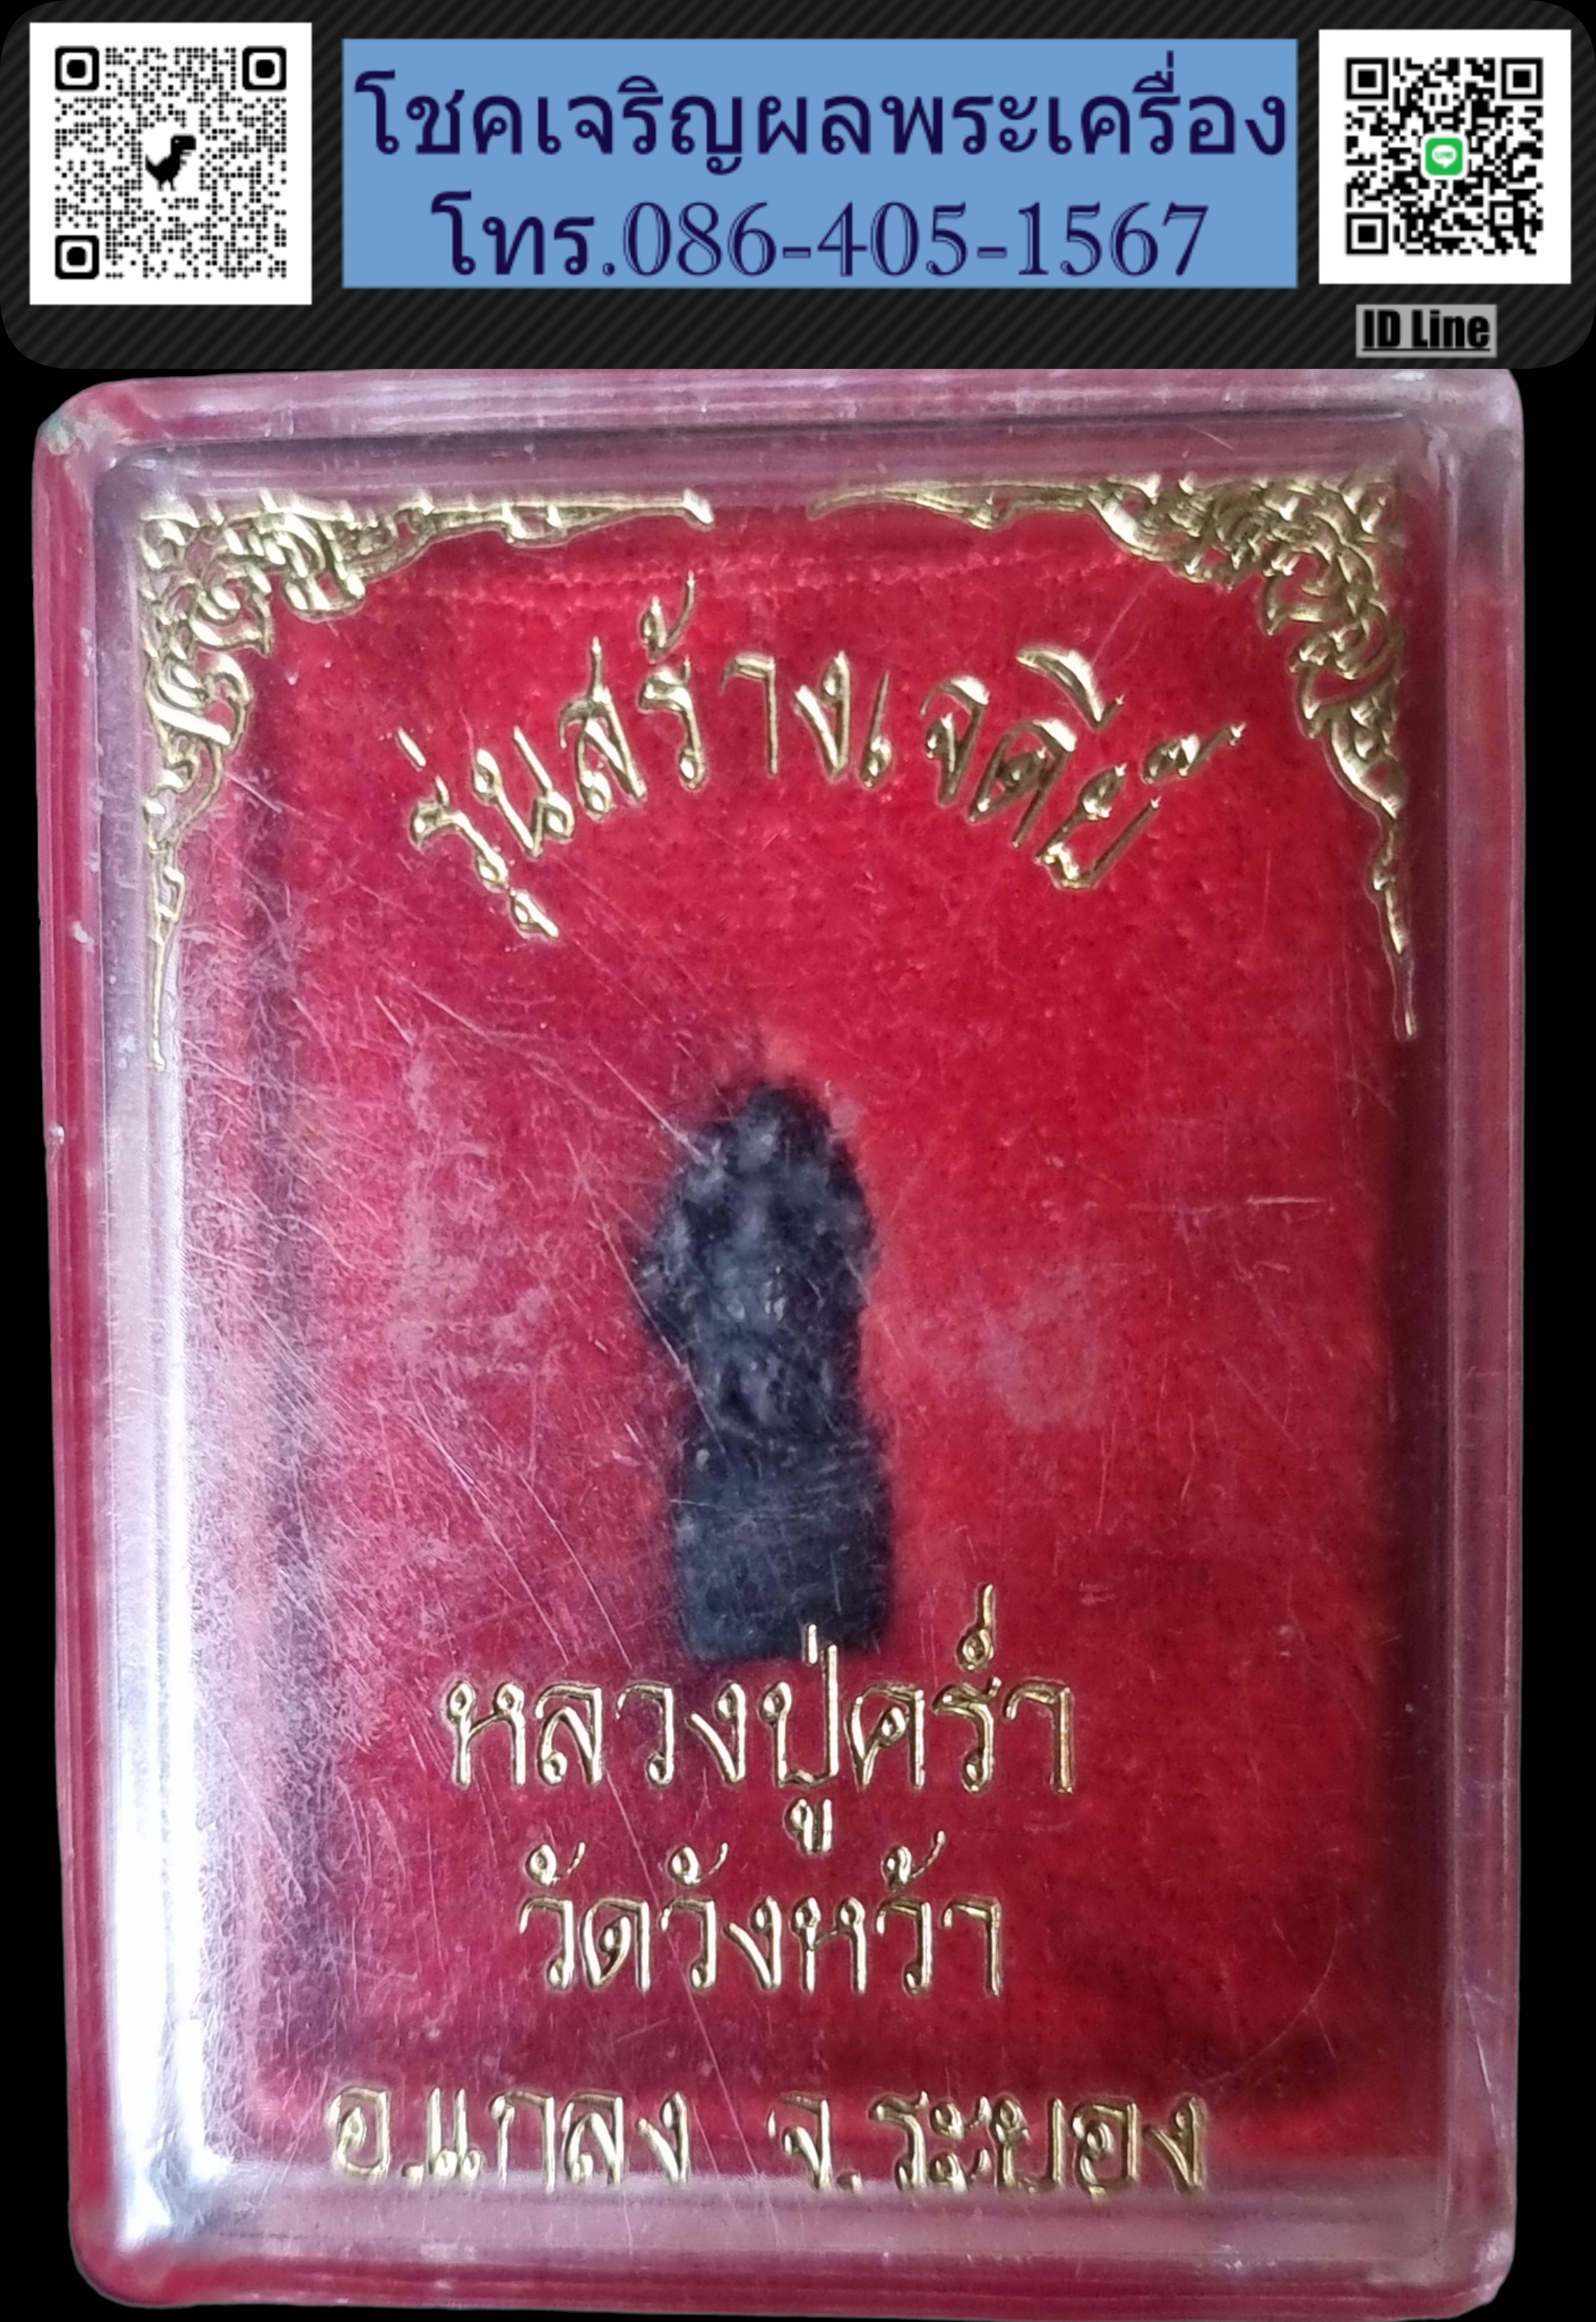 โชคเจริญผลพระเครื่อง
โทร.086-405-1567
ID Line
รุ่นสร้างเจดีย์
หลวงปู่คร่ำ
วัดวังหว้า
อ.แกลง จ.ระยอง